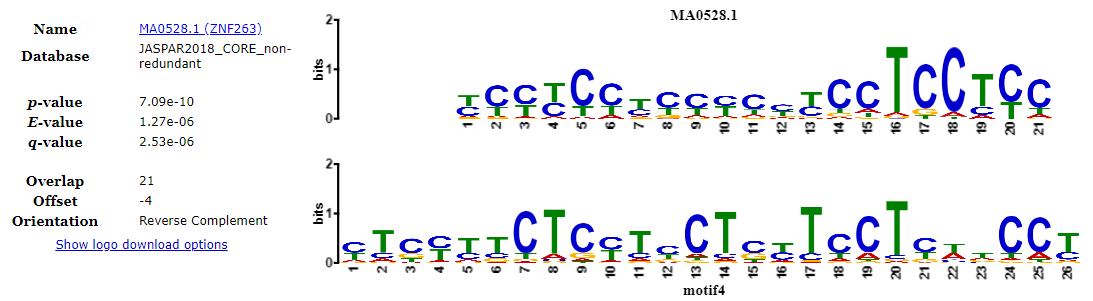 Name MA0528.1 (ZNF263)
Database JASPAR2018_CORE_non-
redundant
p-value 7.09e-10
E-value 1.27e-06
q-value 2.53e-06
Overlap 21
Offset -4
Orientation Reverse Complement
Show logo download options
MA0528.1
bits
2
1
0
1 2 3 4 5 6 7 8 9 10 11 12 13 14 15 16 17 18 19 20 21
bits
2
1
0
1 2 3 4 5 6 7 8 9 10 11 12 13 14 15 16 17 18 19 20 21 22 23 24 25 26
motif4